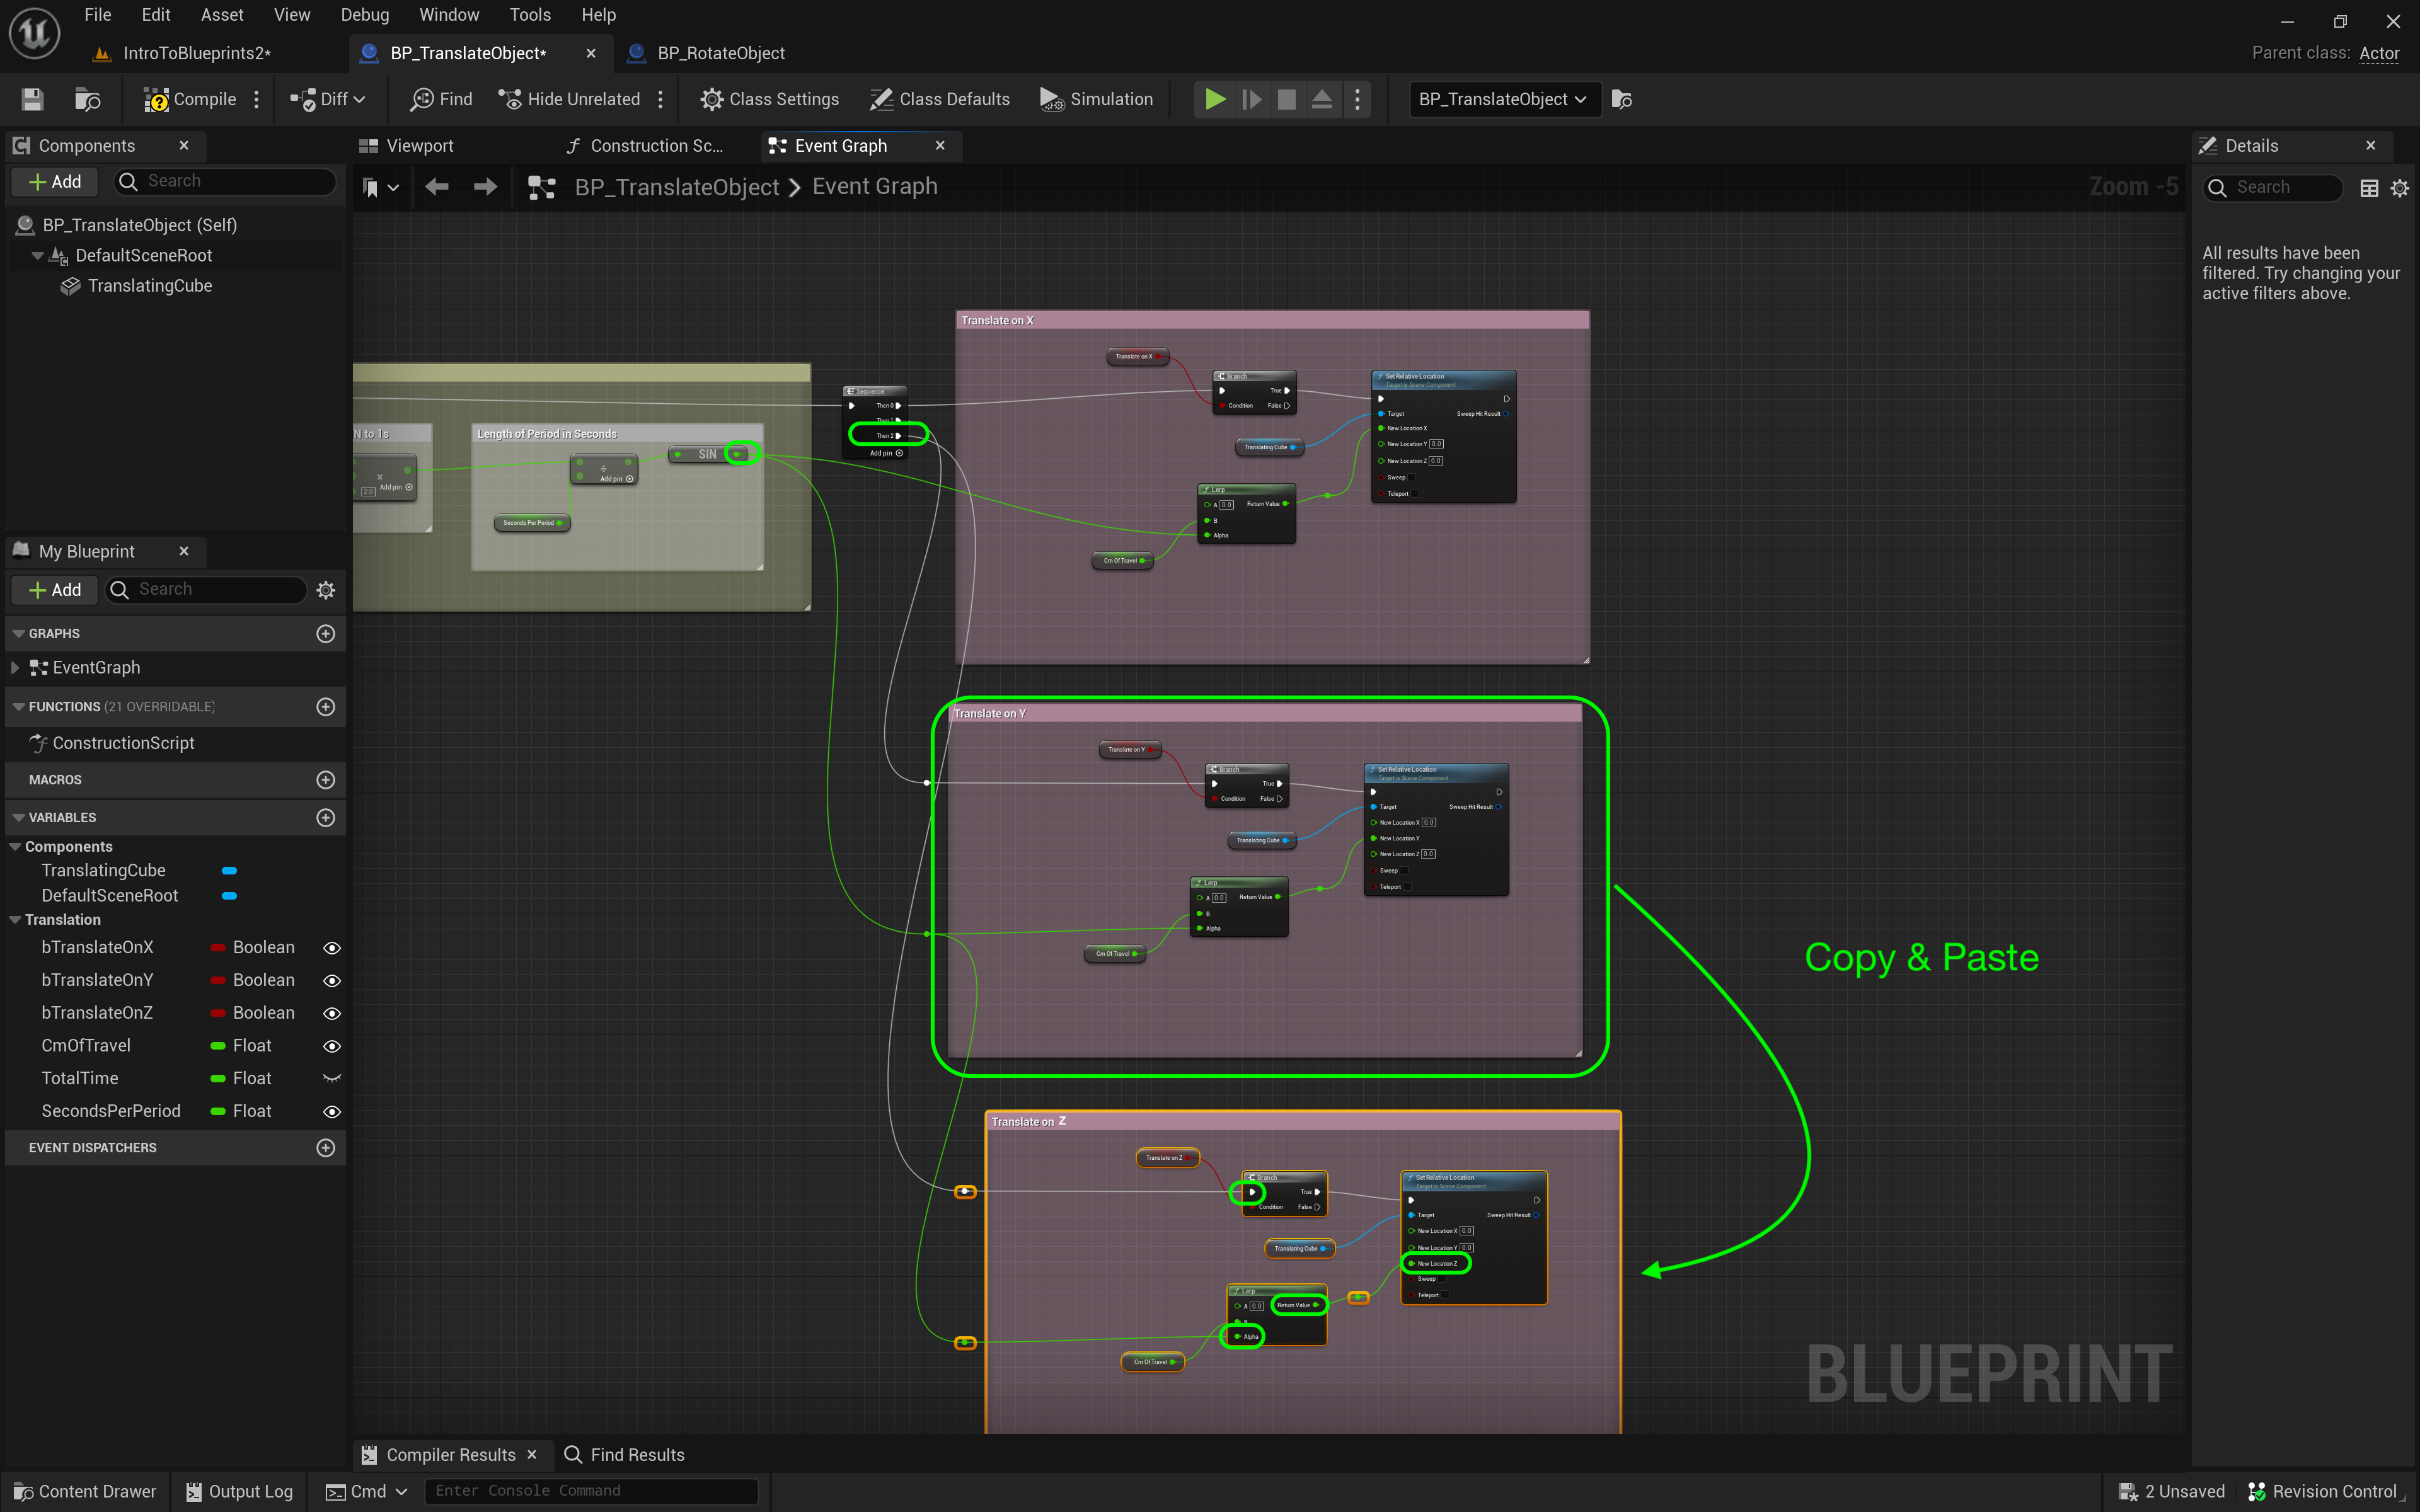 File Edit Asset View Debug Window Tools Help
IntroToBlueprints2* BP_TranslateObject* BP_RotateObject Parent class: Actor
Compile Diff Find Hide Unrelated Class Settings Class Defaults Simulation BP_TranslateObject
Components Viewport Construction Sc... Event Graph Details
Add Search BP_TranslateObject > Event Graph Zoom -5 Search
BP_TranslateObject (Self)
DefaultSceneRoot
TranslatingCube
All results have been
filtered. Try changing your
active filters above.
My Blueprint
Add Search
GRAPHS
EventGraph
FUNCTIONS (21 OVERRIDABLE)
ConstructionScript
MACROS
VARIABLES
Components
TranslatingCube
DefaultSceneRoot
Translation
bTranslateOnX Boolean
bTranslateOnY Boolean
bTranslateOnZ Boolean
CmOfTravel Float
TotalTime Float
SecondsPerPeriod Float
EVENT DISPATCHERS
N to 1s
x
2.0 Add pin
Length of Period in Seconds
÷
Add pin
SIN
Seconds Per Period
Sequence
Then 0
Then 1
Then 2
Add pin
Translate on X
Translate on X
Branch
True
Condition False
Set Relative Location
Target is Scene Component
Target Sweep Hit Result
New Location X
New Location Y 0.0
New Location Z 0.0
Sweep
Teleport
Translating Cube
Lerp
A 0.0 Return Value
B
Alpha
Cm Of Travel
Translate on Y
Translate on Y
Branch
True
Condition False
Set Relative Location
Target is Scene Component
Target Sweep Hit Result
New Location X 0.0
New Location Y
New Location Z 0.0
Sweep
Teleport
Translating Cube
Lerp
A 0.0 Return Value
B
Alpha
Cm Of Travel
Copy & Paste
Translate on Z
Translate on Z
Branch
True
Condition False
Set Relative Location
Target is Scene Component
Target Sweep Hit Result
New Location X 0.0
New Location Y 0.0
New Location Z
Sweep
Teleport
Translating Cube
Lerp
A 0.0 Return Value
B
Alpha
Cm Of Travel
BLUEPRINT
Compiler Results Find Results
Content Drawer Output Log Cmd Enter Console Command 2 Unsaved Revision Control